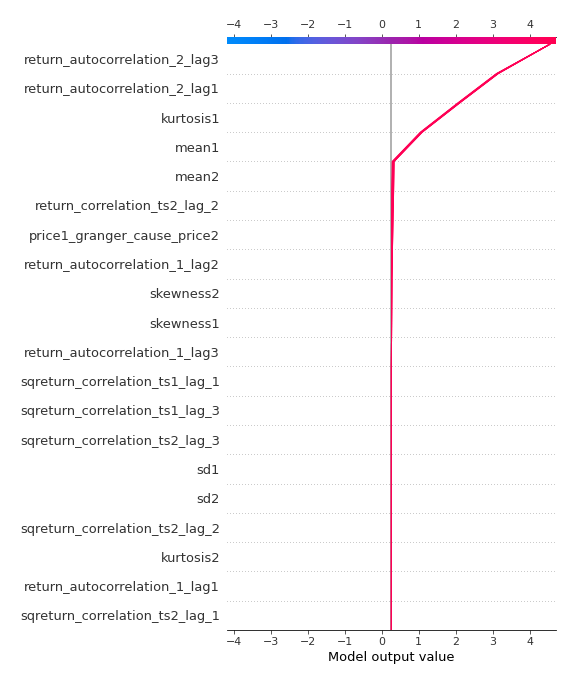 −4 −3 −2 −1 0 1 2 3 4
return_autocorrelation_2_lag3
return_autocorrelation_2_lag1
kurtosis1
mean1
mean2
return_correlation_ts2_lag_2
price1_granger_cause_price2
return_autocorrelation_1_lag2
skewness2
skewness1
return_autocorrelation_1_lag3
sqreturn_correlation_ts1_lag_1
sqreturn_correlation_ts1_lag_3
sqreturn_correlation_ts2_lag_3
sd1
sd2
sqreturn_correlation_ts2_lag_2
kurtosis2
return_autocorrelation_1_lag1
sqreturn_correlation_ts2_lag_1
−4 −3 −2 −1 0 1 2 3 4
Model output value